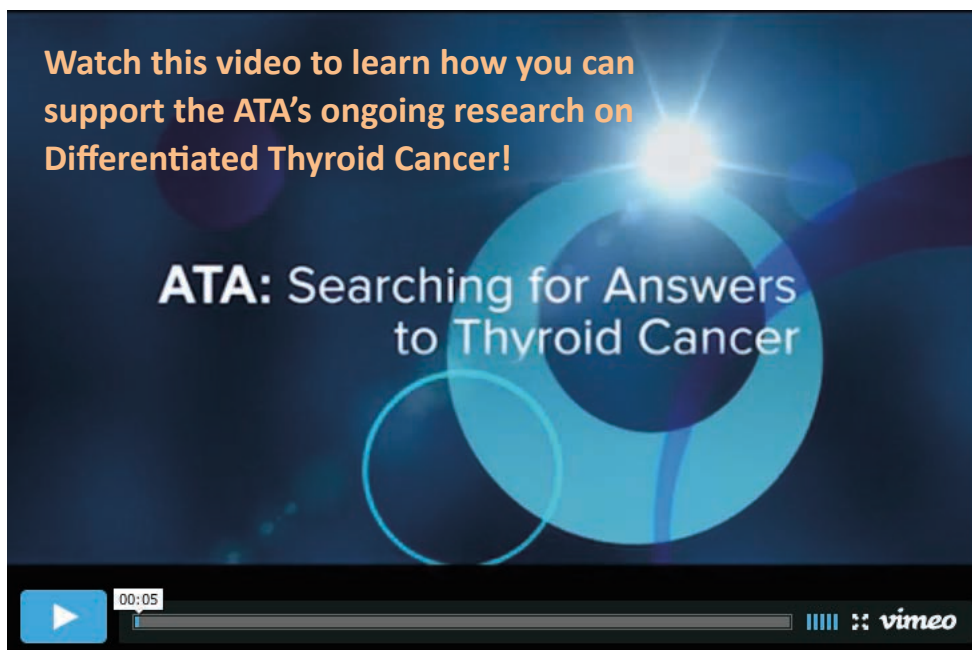 Watch this video to learn how you can
support the ATA’s ongoing research on
Differentiated Thyroid Cancer!
ATA: Searching for Answers
to Thyroid Cancer
00:05
vimeo